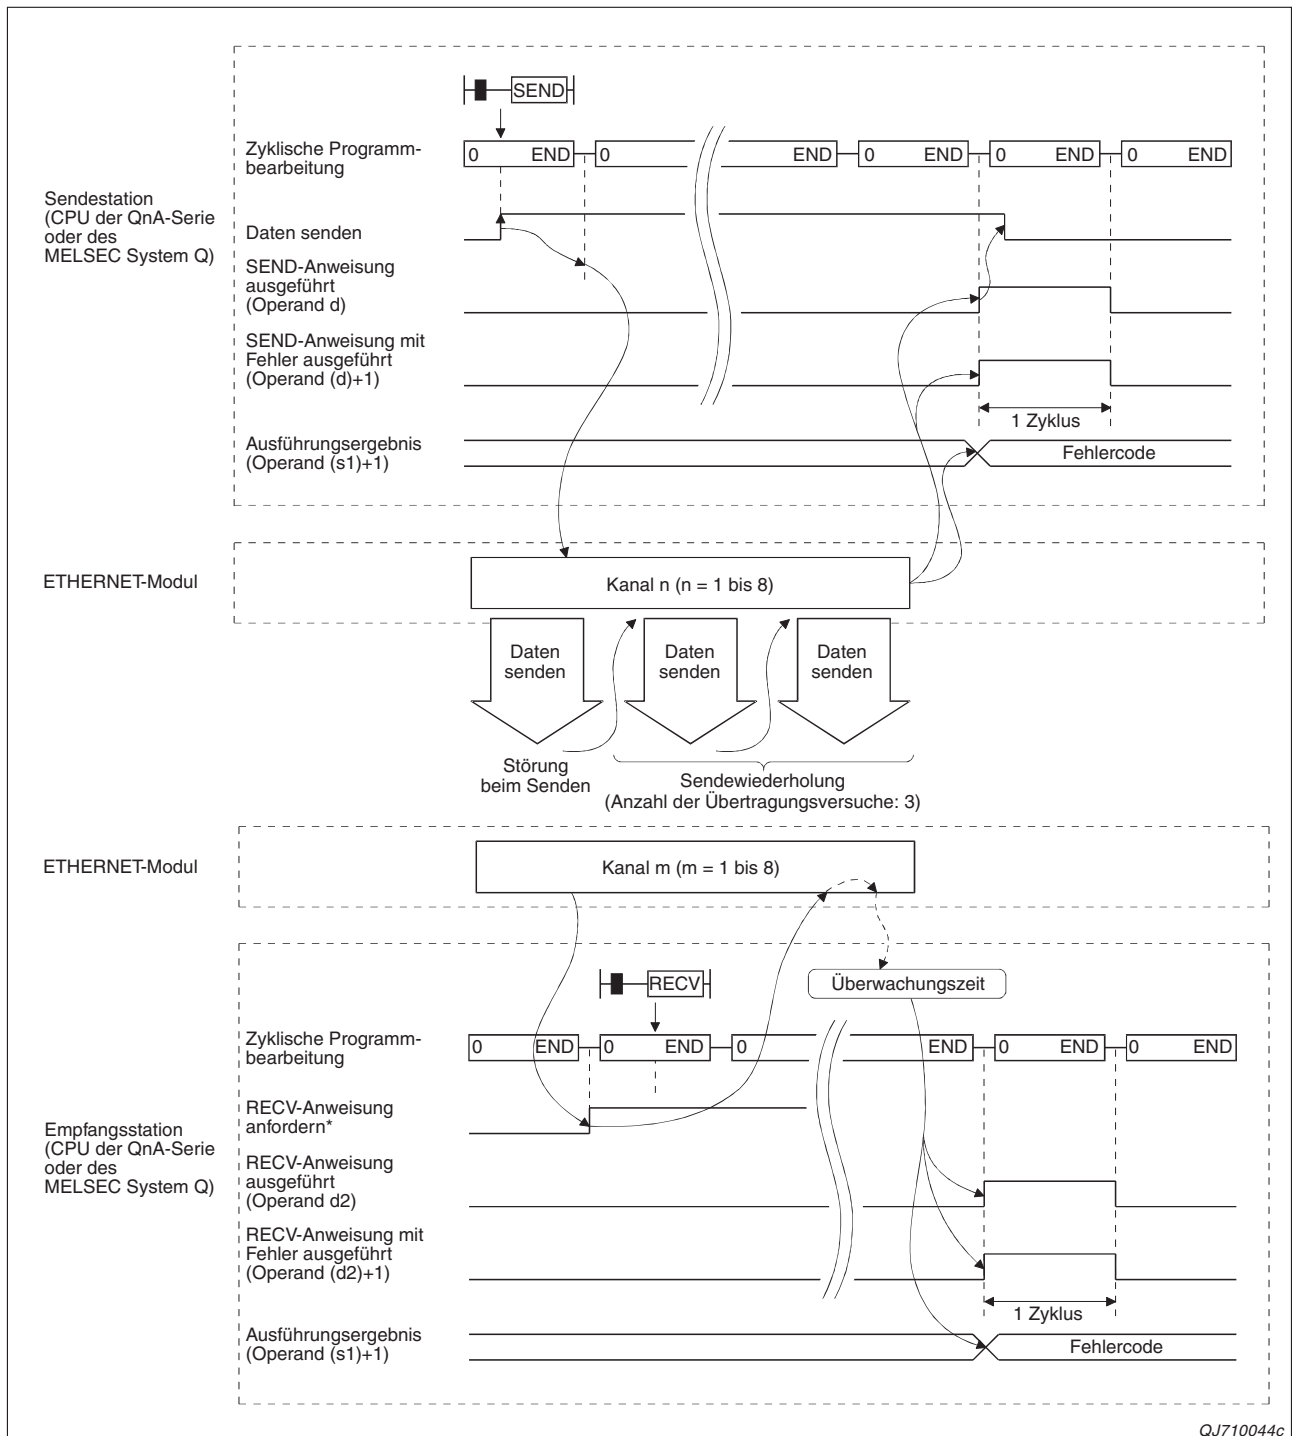 SEND
Zyklische Programm-
bearbeitung
0 END 0 END 0 END 0 END 0 END
Sendestation
(CPU der QnA-Serie
oder des
MELSEC System Q)
Daten senden
SEND-Anweisung
ausgeführt
(Operand d)
SEND-Anweisung mit
Fehler ausgeführt
(Operand (d)+1)
1 Zyklus
Ausführungsergebnis
(Operand (s1)+1)
Fehlercode
ETHERNET-Modul
Kanal n (n = 1 bis 8)
Daten
senden
Daten
senden
Daten
senden
Störung
beim Senden
Sendewiederholung
(Anzahl der Übertragungsversuche: 3)
ETHERNET-Modul
Kanal m (m = 1 bis 8)
RECV
Überwachungszeit
Zyklische Programm-
bearbeitung
0 END 0 END 0 END 0 END 0 END
RECV-Anweisung
anfordern*
Empfangsstation
(CPU der QnA-Serie
oder des
MELSEC System Q)
RECV-Anweisung
ausgeführt
(Operand d2)
RECV-Anweisung mit
Fehler ausgeführt
(Operand (d2)+1)
1 Zyklus
Ausführungsergebnis
(Operand (s1)+1)
Fehlercode
QJ710044c